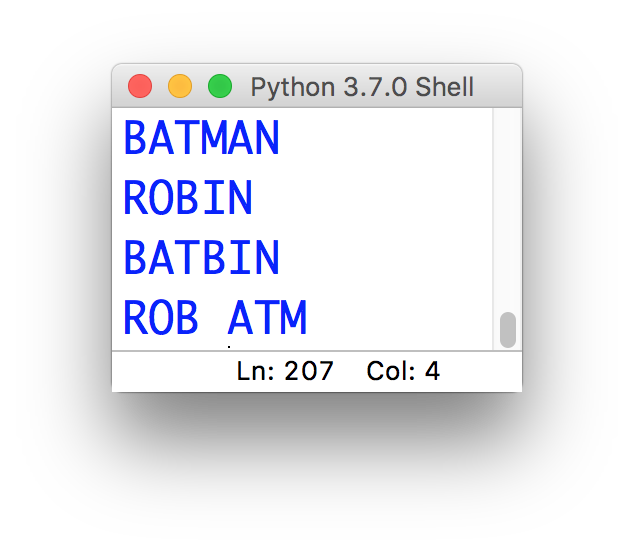 Python 3.7.0 Shell
BATMAN
ROBIN
BATBIN
ROB ATM
Ln: 207 Col: 4